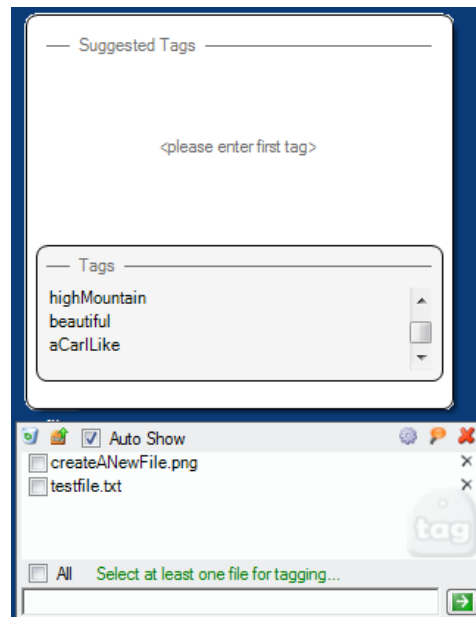 Suggested Tags
<please enter first tag>
Tags
highMountain
beautiful
aCarILike
Auto Show
createANewFile.png
testfile.txt
tag
All Select at least one file for tagging...